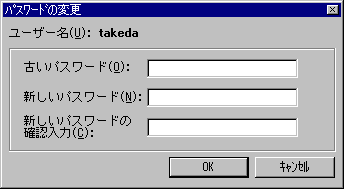 ﾊﾟｽﾜｰﾄﾞの変更
ユーザー名(U): takeda
古いパスワード(O):
新しいパスワード(N):
新しいパスワードの
確認入力(C):
OK
ｷｬﾝｾﾙ